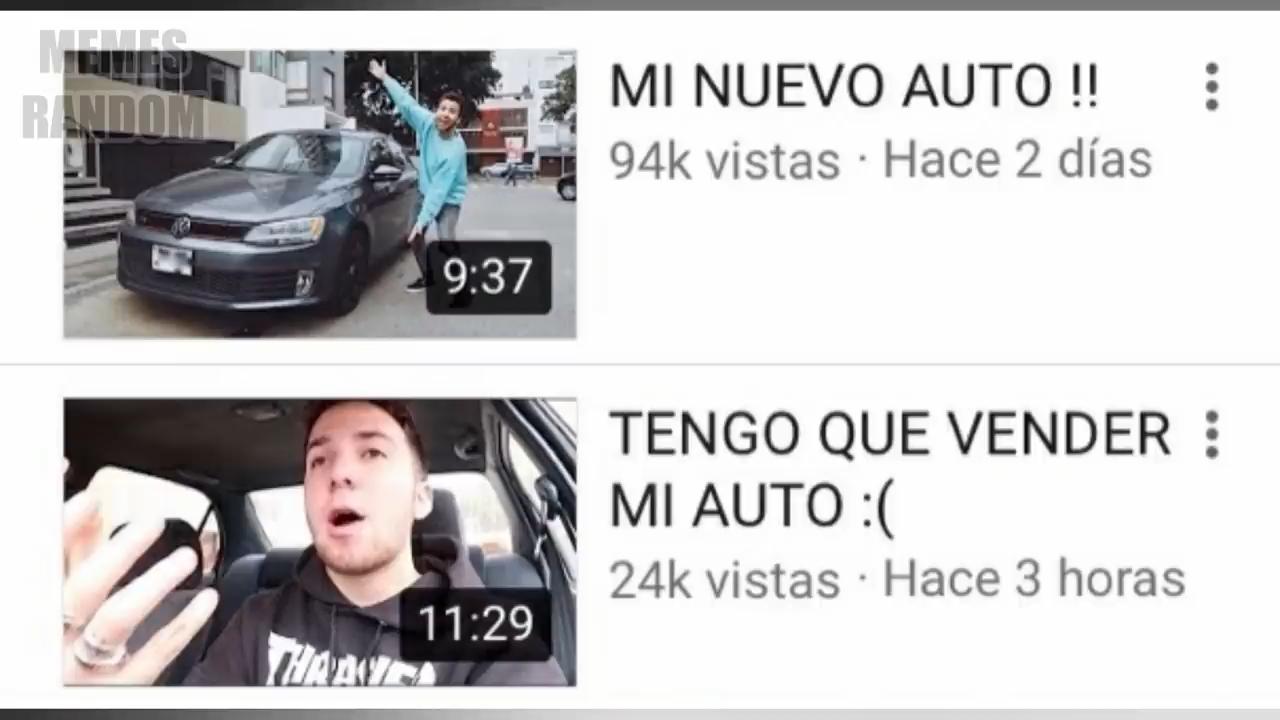 MEMES
RANDOM
MI NUEVO AUTO !!
94k vistas · Hace 2 días
9:37
TENGO QUE VENDER
MI AUTO :(
24k vistas · Hace 3 horas
11:29
THRASHER